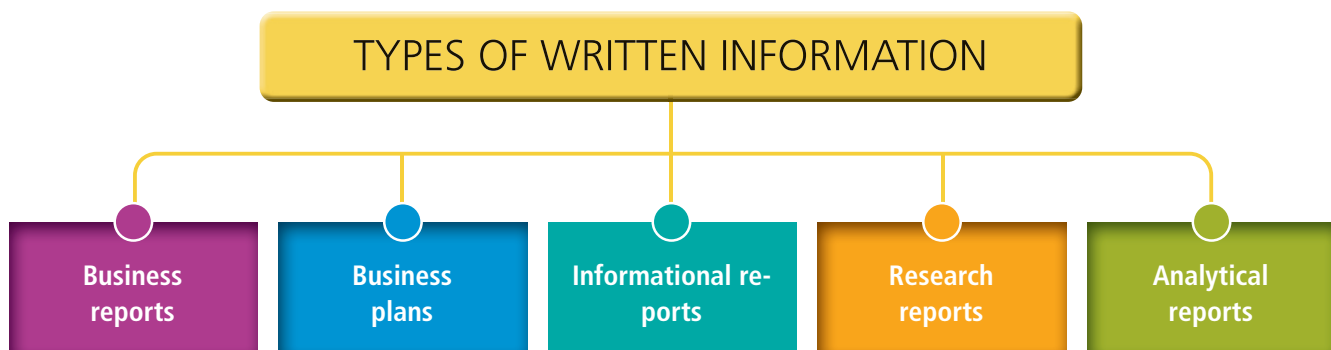 TYPES OF WRITTEN INFORMATION
Business
reports
Business
plans
Informational re-
ports
Research
reports
Analytical
reports